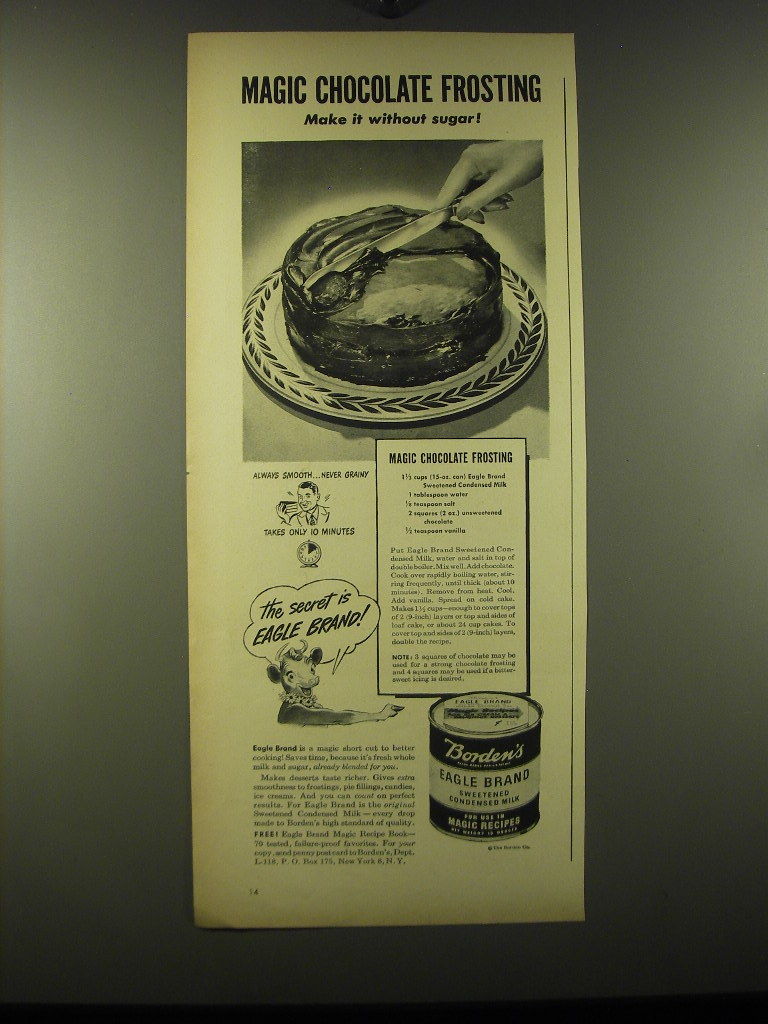 MAGIC CHOCOLATE FROSTING
Make it without sugar!
ALWAYS SMOOTH...NEVER GRAINY
TAKES ONLY 10 MINUTES
The secret is
EAGLE BRAND!
Eagle Brand is a magic short cut to better
cooking! Saves time, because it's fresh whole
milk and sugar, already blended for you.
Makes desserts taste richer. Gives extra
smoothness to frostings, pie fillings, candies,
ice creams. And you can count on perfect
results. For Eagle Brand is the original
Sweetened Condensed Milk—every drop
made to Borden's high standard of quality.
FREE! Eagle Brand Magic Recipe Book—
70 tested, failure-proof favorites. For your
copy, send penny post card to Borden's, Dept.
L-118, P. O. Box 175, New York 8, N. Y.
14
MAGIC CHOCOLATE FROSTING
1⅓ cups (15-oz. can) Eagle Brand
Sweetened Condensed Milk
1 tablespoon water
teaspoon salt
2 squares (2 oz.) unsweetened
chocolate
½ teaspoon vanilla
Put Eagle Brand Sweetened Con-
densed Milk, water and salt in top of
double boiler. Mix well. Add chocolate.
Cook over rapidly boiling water, stir-
ring frequently, until thick (about 10
minutes). Remove from heat. Cool.
Add vanilla. Spread on cold cake.
Makes 1½ cups—enough to cover tops
of 2 (9-inch) layers or top and sides of
loaf cake, or about 24 cup cakes. To
cover top and sides of 2 (9-inch) layers,
double the recipe.
NOTE: 3 squares of chocolate may be
used for a strong chocolate frosting
and 4 squares may be used if a bitter-
sweet icing is desired.
EAGLE BRAND
Borden's
EAGLE BRAND
SWEETENED
CONDENSED MILK
FOR USE IN
MAGIC RECIPES
NET WEIGHT 15 OUNCES
© The Borden Co.